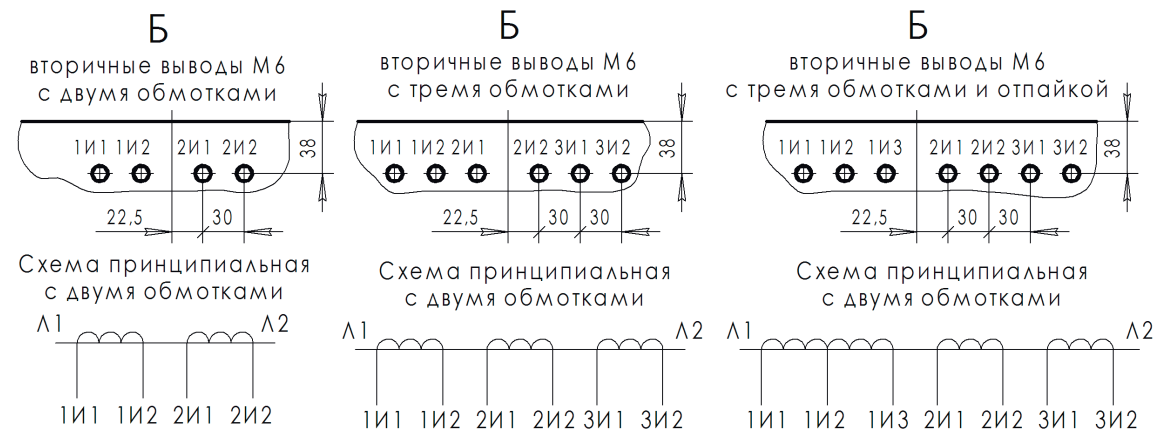 Б
вторичные выводы М6
с двумя обмотками
1И1 1И2 2И1 2И2
38
22,5 30
Схема принципиальная
с двумя обмотками
Л1 Л2
1И1 1И2 2И1 2И2
Б
вторичные выводы М6
с тремя обмотками
1И1 1И2 2И1 2И2 3И1 3И2
38
22,5 30 30
Схема принципиальная
с двумя обмотками
Л1 Л2
1И1 1И2 2И1 2И2 3И1 3И2
Б
вторичные выводы М6
с тремя обмотками и отпайкой
1И1 1И2 1И3 2И1 2И2 3И1 3И2
38
22,5 30 30
Схема принципиальная
с двумя обмотками
Л1 Л2
1И1 1И2 1И3 2И1 2И2 3И1 3И2